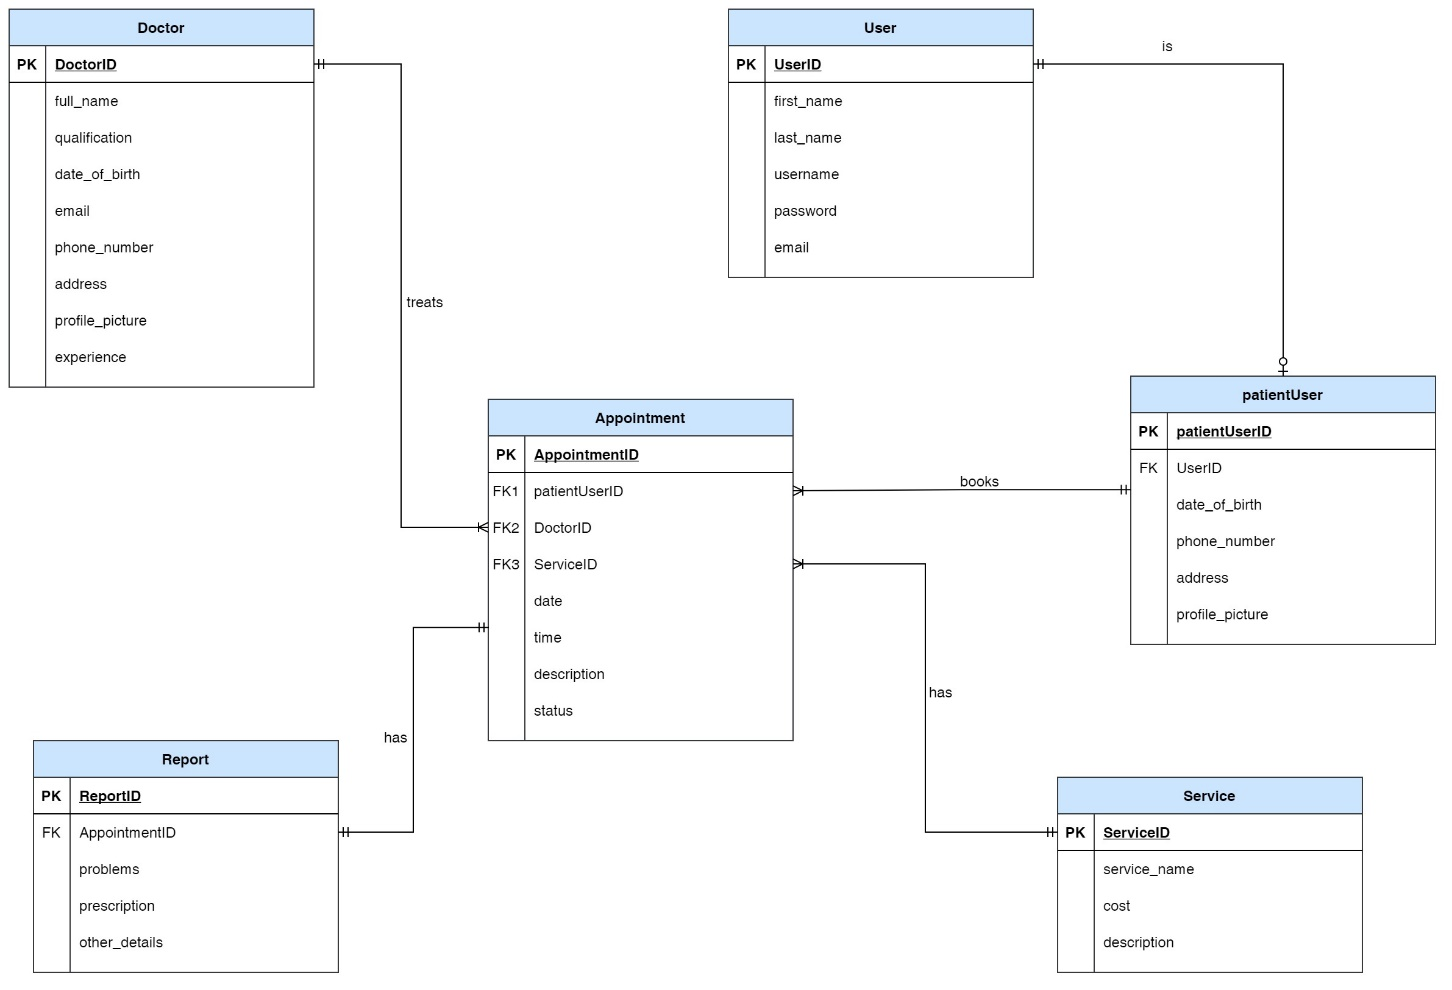 Doctor
PK DoctorID
full_name
qualification
date_of_birth
email
phone_number
address
profile_picture
experience
User
PK UserID
first_name
last_name
username
password
email
is
treats
patientUser
PK patientUserID
FK UserID
date_of_birth
phone_number
address
profile_picture
Appointment
PK AppointmentID
FK1 patientUserID
FK2 DoctorID
FK3 ServiceID
date
time
description
status
books
has
has
Report
PK ReportID
FK AppointmentID
problems
prescription
other_details
Service
PK ServiceID
service_name
cost
description